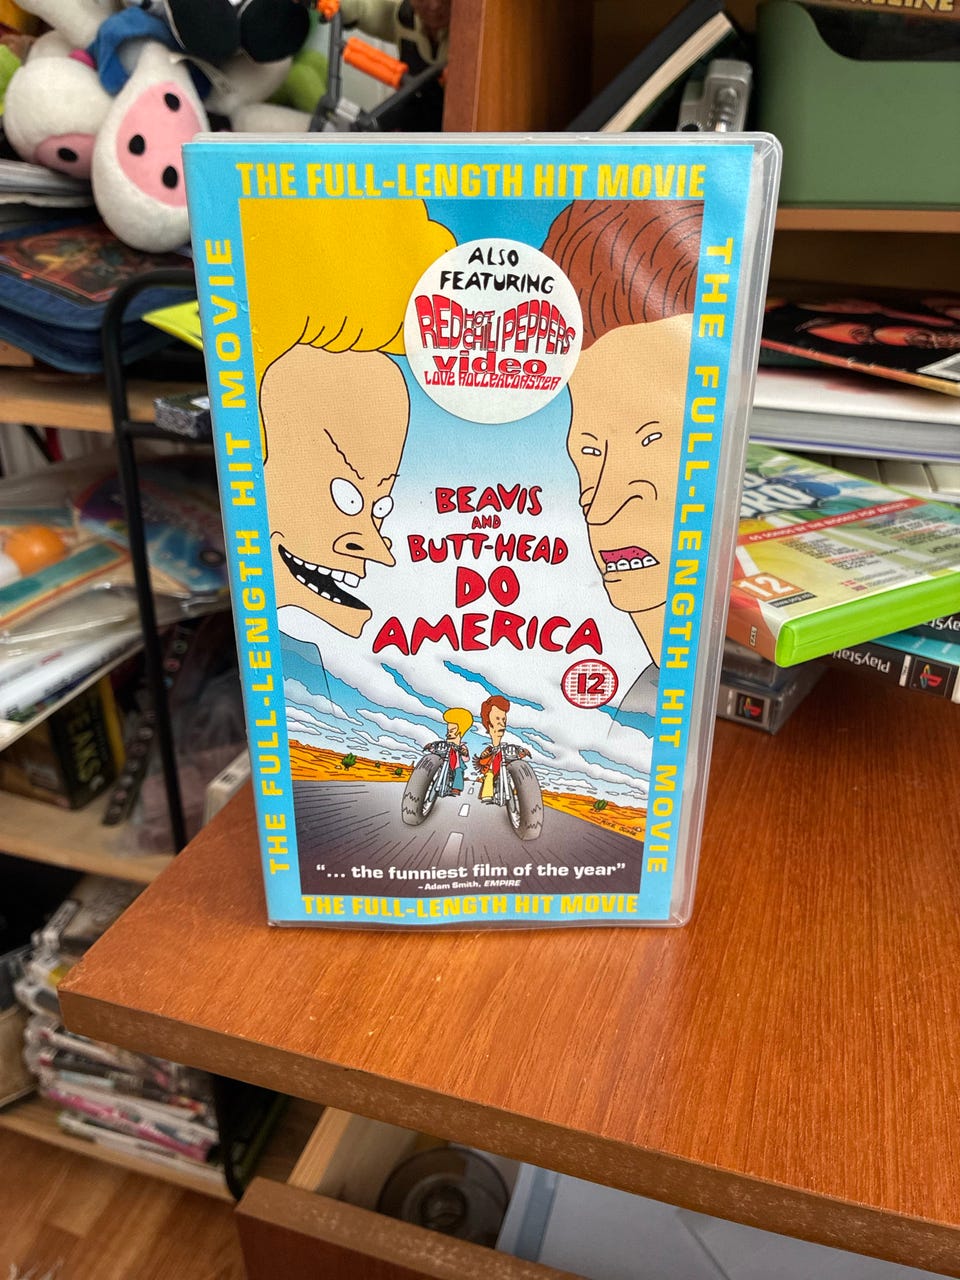 THE FULL-LENGTH HIT MOVIE
THE FULL-LENGTH HIT MOVIE
THE FULL-LENGTH HIT MOVIE
ALSO
FEATURING
RED HOT CHILI PEPPERS
video
LOVE ROLLERCOASTER
BEAVIS
AND
BUTT-HEAD
DO
AMERICA
12
"... the funniest film of the year"
-Adam Smith, EMPIRE
THE FULL-LENGTH HIT MOVIE
12
PlayStation